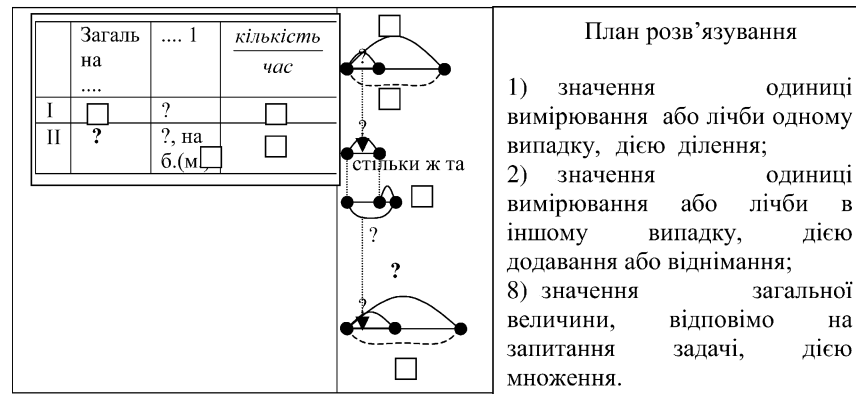 Загаль
на
....
.... 1
кількість
час
I
?
II
?
?, на
б.(м.)
?
?
стільки ж та
?
?
?
План розв’язування
1) значення одиниці
вимірювання або лічби одному
випадку, дією ділення;
2) значення одиниці
вимірювання або лічби в
іншому випадку, дією
додавання або віднімання;
8) значення загальної
величини, відповімо на
запитання задачі, дією
множення.